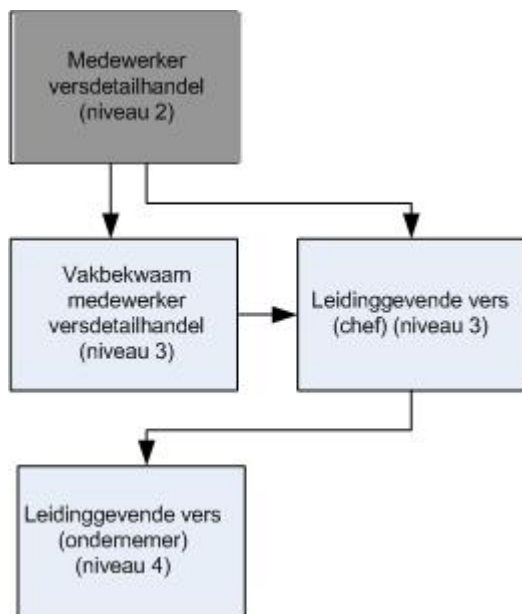 Medewerker
versdetailhandel
(niveau 2)
Vakbekwaam
medewerker
versdetailhandel
(niveau 3)
Leidinggevende vers
(chef) (niveau 3)
Leidinggevende vers
(ondernemer)
(niveau 4)